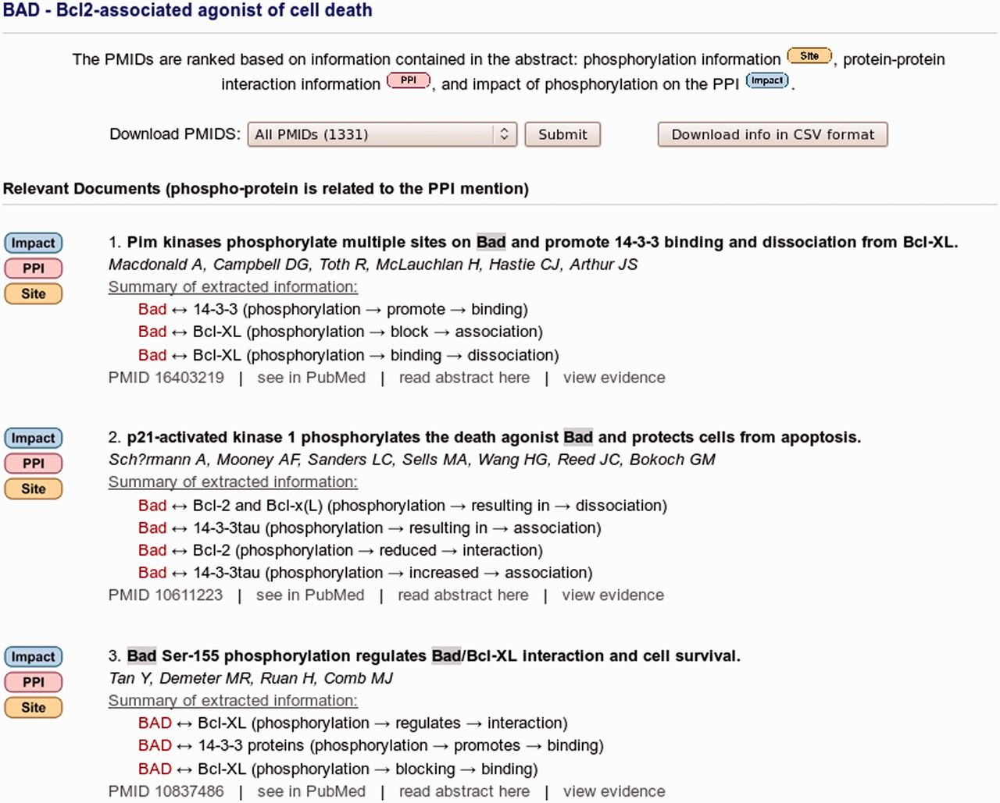 BAD - Bcl2-associated agonist of cell death
The PMIDs are ranked based on information contained in the abstract: phosphorylation information Site , protein-protein
interaction information PPI , and impact of phosphorylation on the PPI Impact .
Download PMIDS: All PMIDs (1331) Submit Download info in CSV format
Relevant Documents (phospho-protein is related to the PPI mention)
Impact 1. Pim kinases phosphorylate multiple sites on Bad and promote 14-3-3 binding and dissociation from Bcl-XL.
PPI Macdonald A, Campbell DG, Toth R, McLauchlan H, Hastie CJ, Arthur JS
Site Summary of extracted information:
Bad ↔ 14-3-3 (phosphorylation → promote → binding)
Bad ↔ Bcl-XL (phosphorylation → block → association)
Bad ↔ Bcl-XL (phosphorylation → binding → dissociation)
PMID 16403219 | see in PubMed | read abstract here | view evidence
Impact 2. p21-activated kinase 1 phosphorylates the death agonist Bad and protects cells from apoptosis.
PPI Sch?rmann A, Mooney AF, Sanders LC, Sells MA, Wang HG, Reed JC, Bokoch GM
Site Summary of extracted information:
Bad ↔ Bcl-2 and Bcl-x(L) (phosphorylation → resulting in → dissociation)
Bad ↔ 14-3-3tau (phosphorylation → resulting in → association)
Bad ↔ Bcl-2 (phosphorylation → reduced → interaction)
Bad ↔ 14-3-3tau (phosphorylation → increased → association)
PMID 10611223 | see in PubMed | read abstract here | view evidence
Impact 3. Bad Ser-155 phosphorylation regulates Bad/Bcl-XL interaction and cell survival.
PPI Tan Y, Demeter MR, Ruan H, Comb MJ
Site Summary of extracted information:
BAD ↔ Bcl-XL (phosphorylation → regulates → interaction)
BAD ↔ 14-3-3 proteins (phosphorylation → promotes → binding)
BAD ↔ Bcl-XL (phosphorylation → blocking → binding)
PMID 10837486 | see in PubMed | read abstract here | view evidence